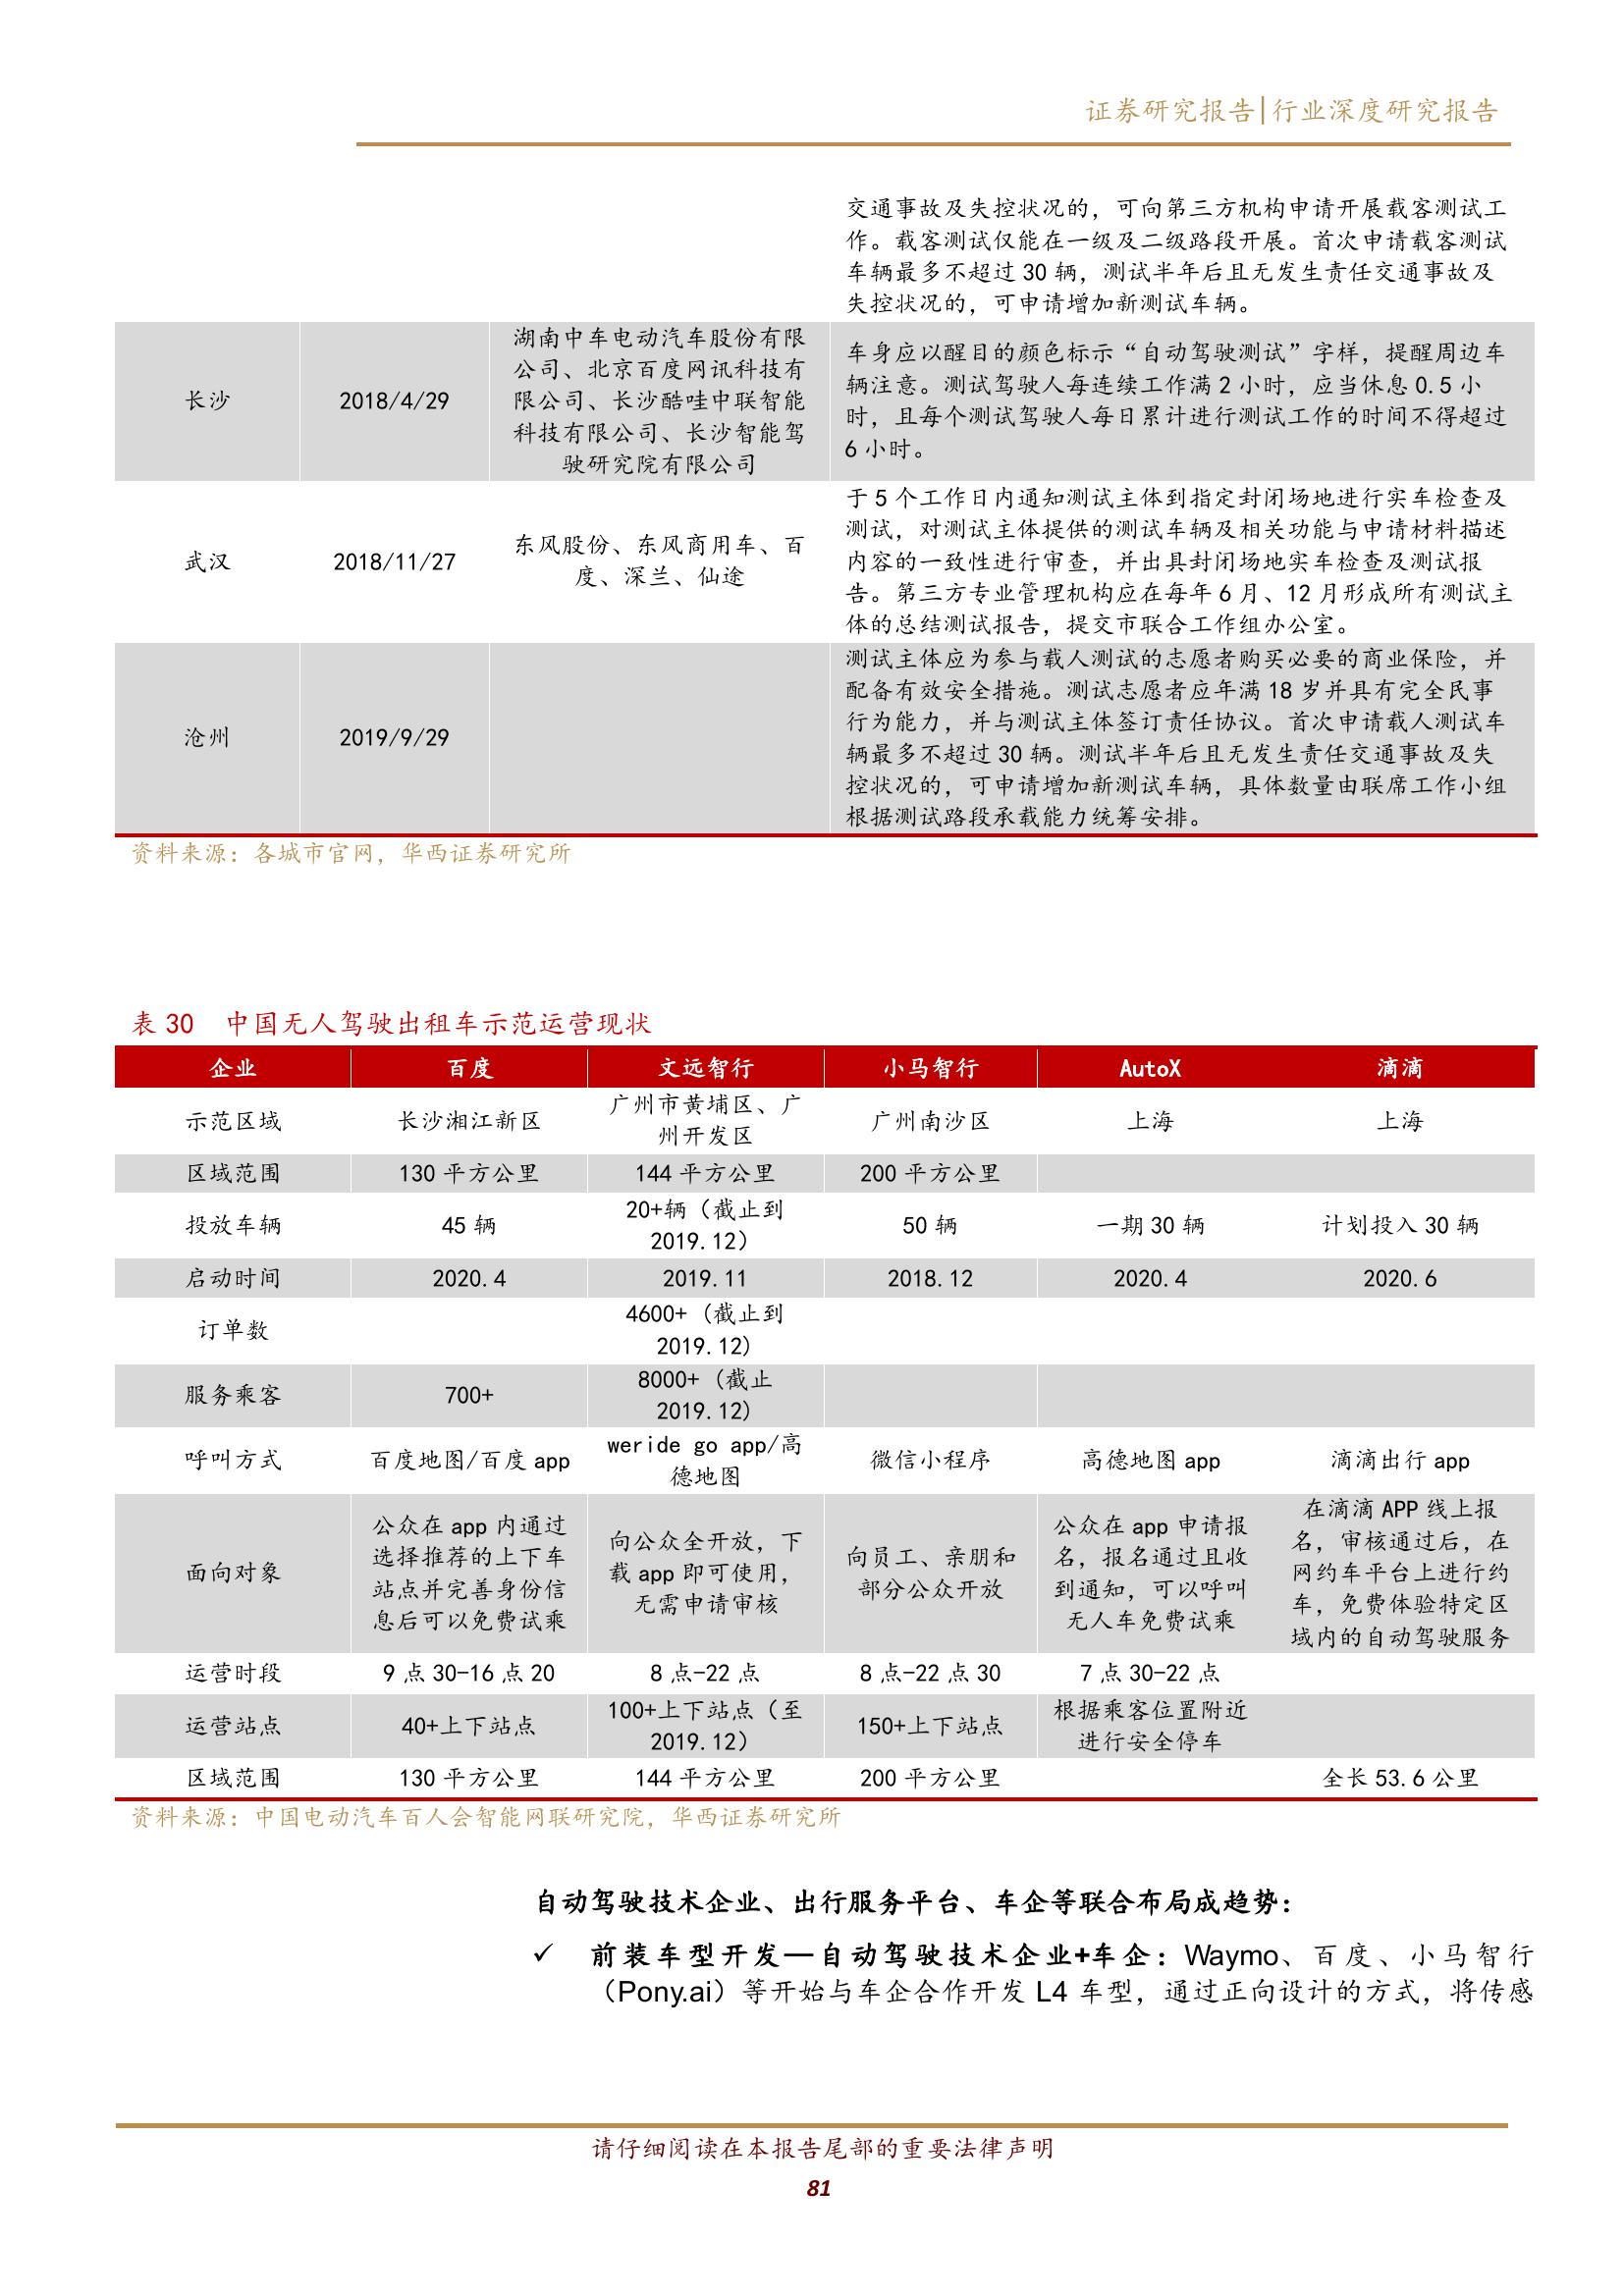 证券研究报告|行业深度研究报告
交通事故及失控状况的，可向第三方机构申请开展载客测试工
作。载客测试仅能在一级及二级路段开展。首次申请载客测试
车辆最多不超过 30 辆，测试半年后且无发生责任交通事故及
失控状况的，可申请增加新测试车辆。
长沙
2018/4/29
湖南中车电动汽车股份有限
公司、北京百度网讯科技有
限公司、长沙酷哇中联智能
科技有限公司、长沙智能驾
驶研究院有限公司
车身应以醒目的颜色标示“自动驾驶测试”字样，提醒周边车
辆注意。测试驾驶人每连续工作满 2 小时，应当休息 0.5 小
时，且每个测试驾驶人每日累计进行测试工作的时间不得超过
6 小时。
武汉
2018/11/27
东风股份、东风商用车、百
度、深兰、仙途
于 5 个工作日内通知测试主体到指定封闭场地进行实车检查及
测试，对测试主体提供的测试车辆及相关功能与申请材料描述
内容的一致性进行审查，并出具封闭场地实车检查及测试报
告。第三方专业管理机构应在每年 6 月、12 月形成所有测试主
体的总结测试报告，提交市联合工作组办公室。
沧州
2019/9/29
测试主体应为参与载人测试的志愿者购买必要的商业保险，并
配备有效安全措施。测试志愿者应年满 18 岁并具有完全民事
行为能力，并与测试主体签订责任协议。首次申请载人测试车
辆最多不超过 30 辆。测试半年后且无发生责任交通事故及失
控状况的，可申请增加新测试车辆，具体数量由联席工作小组
根据测试路段承载能力统筹安排。
资料来源：各城市官网，华西证券研究所
表 30 中国无人驾驶出租车示范运营现状
企业 百度 文远智行 小马智行 AutoX 滴滴
示范区域 长沙湘江新区 广州市黄埔区、广 广州南沙区 上海 上海
州开发区
区域范围 130 平方公里 144 平方公里 200 平方公里
投放车辆 45 辆 20+辆（截止到 50 辆 一期 30 辆 计划投入 30 辆
2019.12）
启动时间 2020.4 2019.11 2018.12 2020.4 2020.6
订单数 4600+（截止到
2019.12）
服务乘客 700+ 8000+（截止
2019.12）
呼叫方式 百度地图/百度 app weride go app/高 微信小程序 高德地图 app 滴滴出行 app
德地图
面向对象
公众在 app 内通过
选择推荐的上下车
站点并完善身份信
息后可以免费试乘
向公众全开放，下
载 app 即可使用，
无需申请审核
向员工、亲朋和
部分公众开放
公众在 app 申请报
名，报名通过且收
到通知，可以呼叫
无人车免费试乘
在滴滴 APP 线上报
名，审核通过后，在
网约车平台上进行约
车，免费体验特定区
域内的自动驾驶服务
运营时段 9 点 30-16 点 20 8 点-22 点 8 点-22 点 30 7 点 30-22 点
运营站点 40+上下站点 100+上下站点（至 150+上下站点 根据乘客位置附近
2019.12） 进行安全停车
区域范围 130 平方公里 144 平方公里 200 平方公里 全长 53.6 公里
资料来源：中国电动汽车百人会智能网联研究院，华西证券研究所
自动驾驶技术企业、出行服务平台、车企等联合布局成趋势：
✓ 前装车型开发—自动驾驶技术企业+车企：Waymo、百度、小马智行
（Pony.ai）等开始与车企合作开发 L4 车型，通过正向设计的方式，将传感
请仔细阅读在本报告尾部的重要法律声明
81